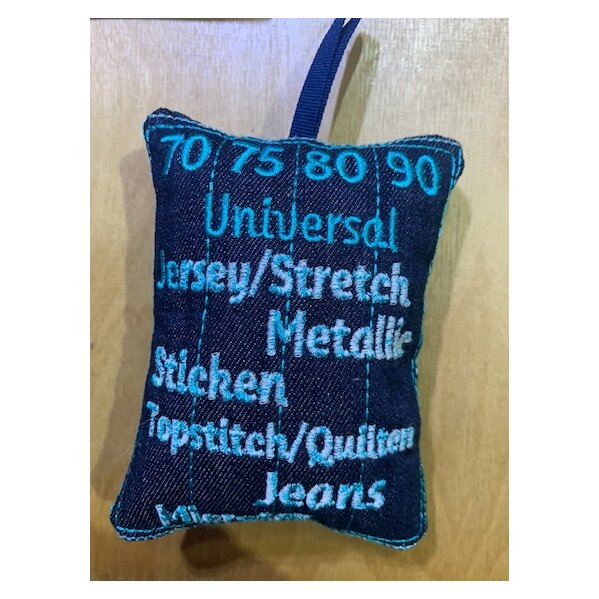 70 75 80 90
Universal
Jersey/Stretch
Metallic
Sticken
Topstitch/Quilten
Jeans